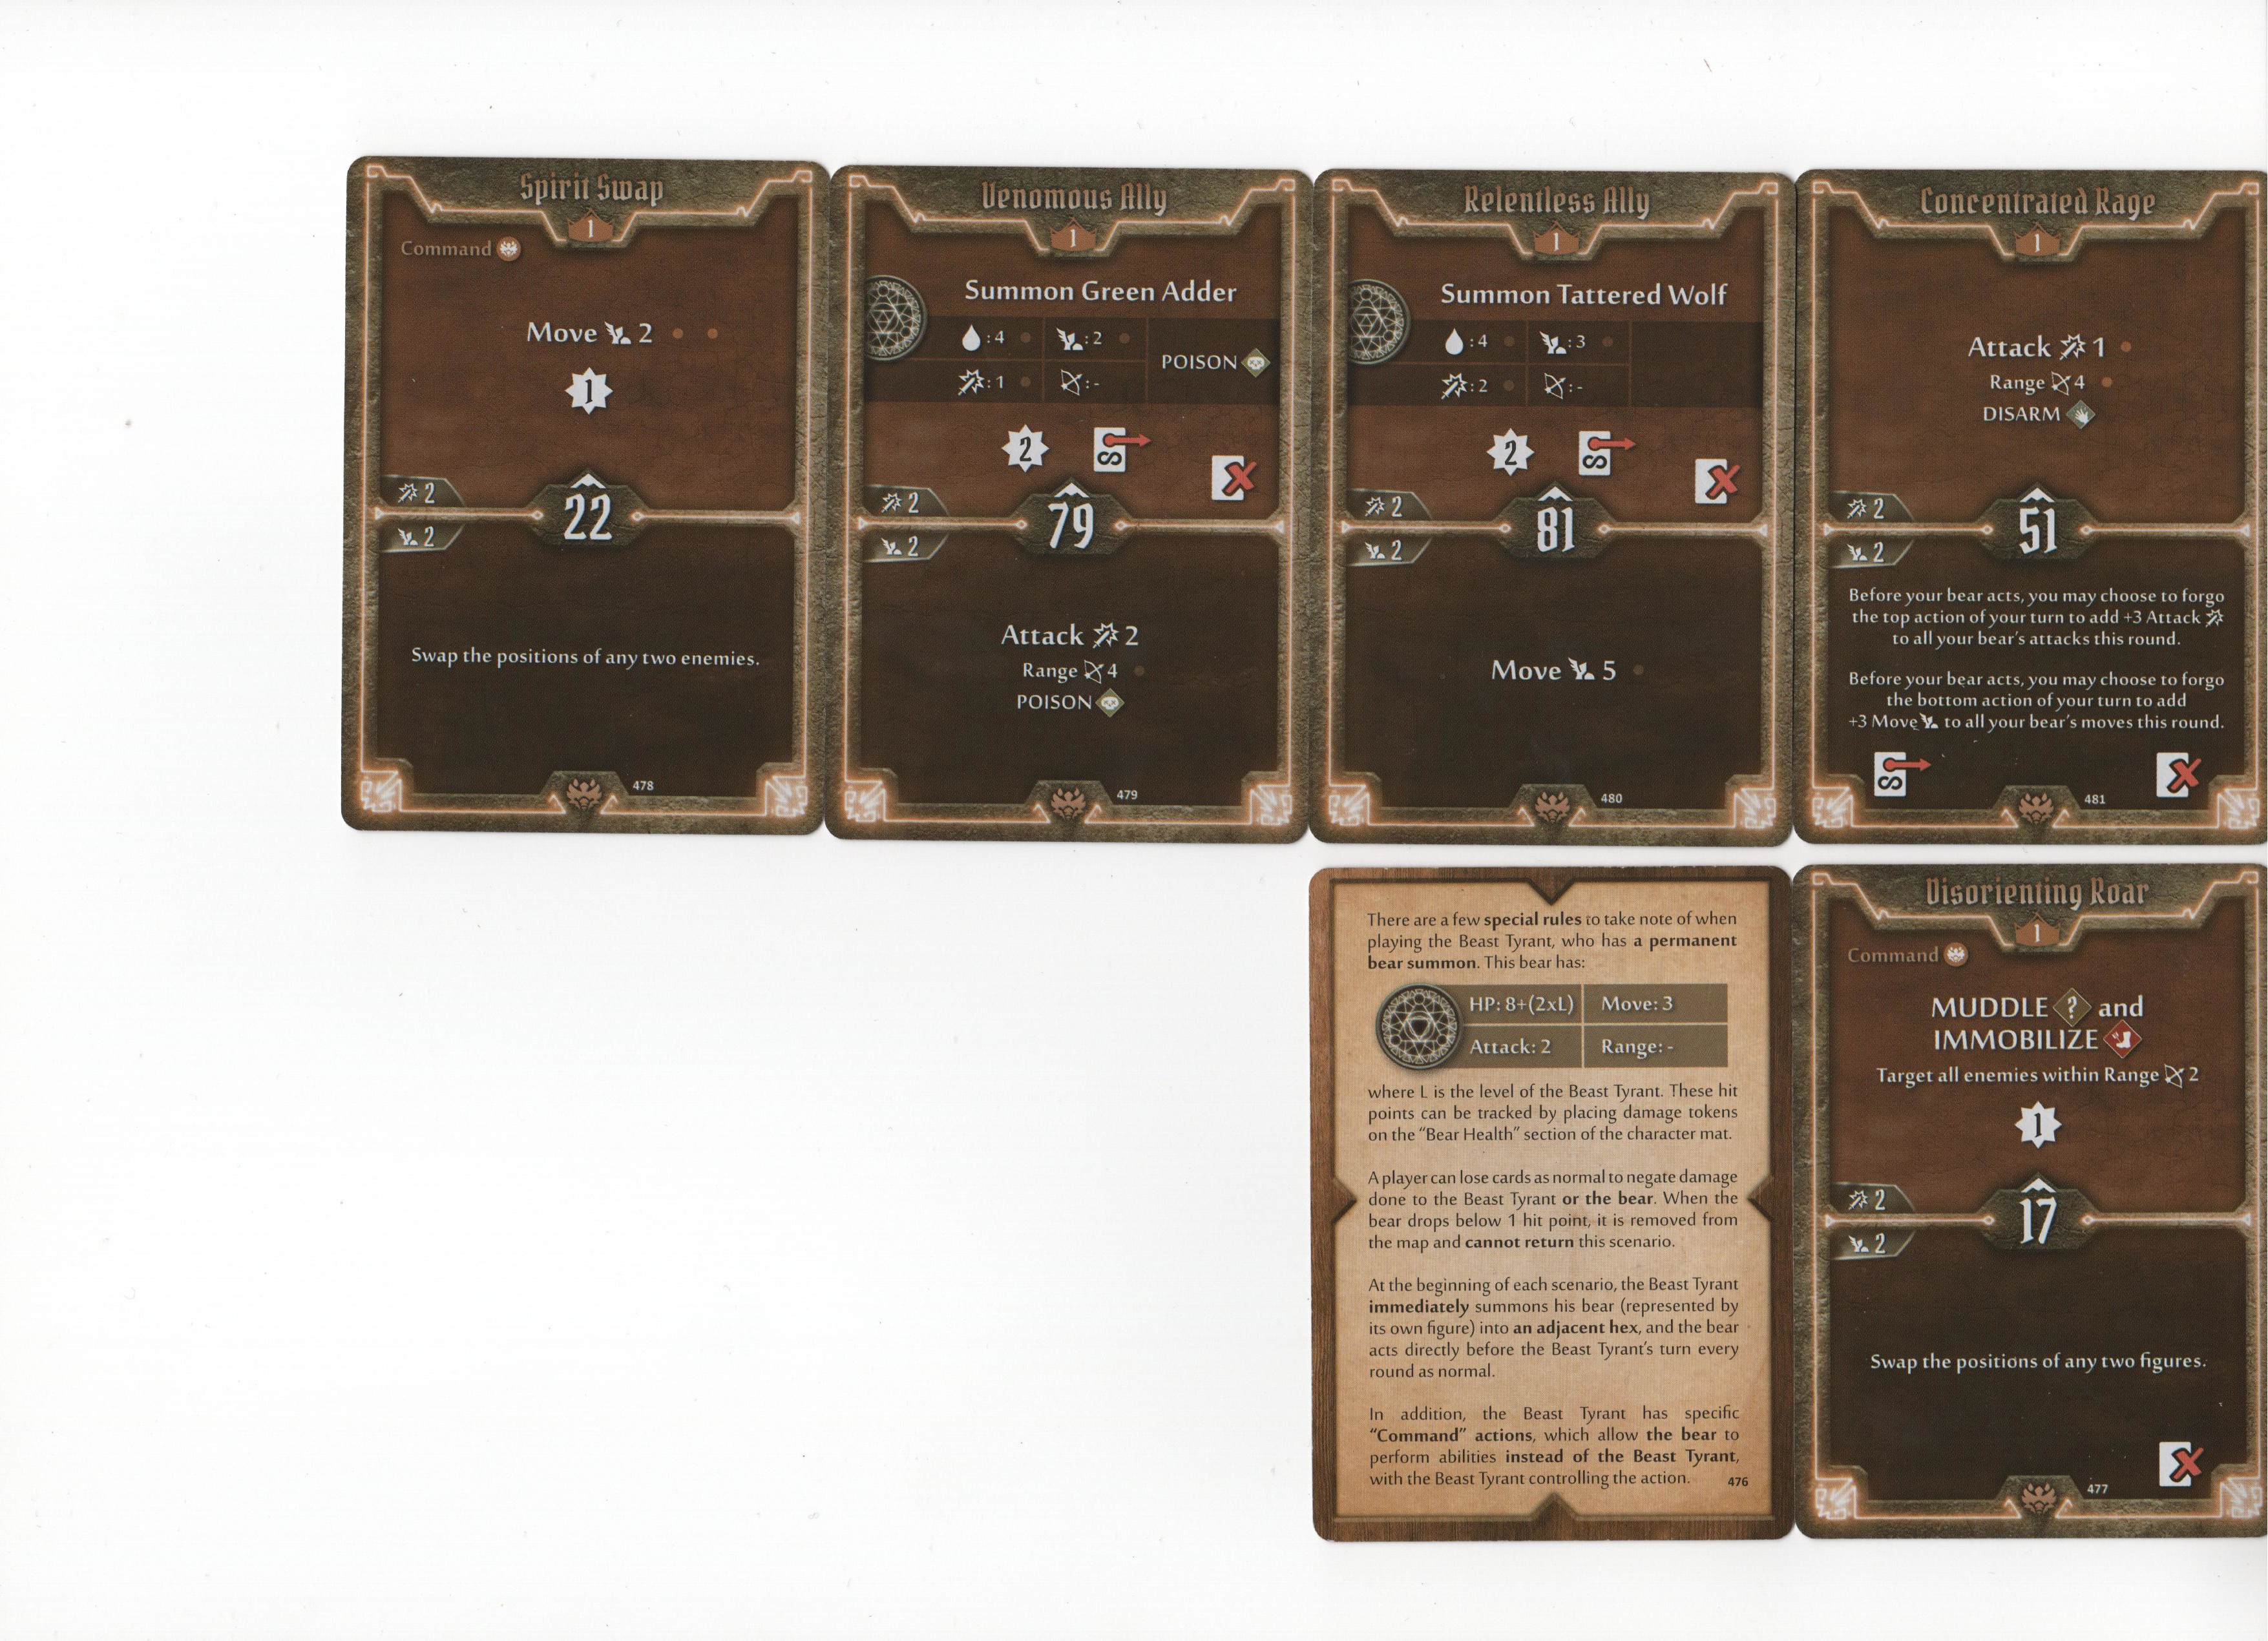 Spirit Swap
1
Command
Move 2
1
2
22
2
Swap the positions of any two enemies.
478
Venomous Ally
1
Summon Green Adder
:4 :2
POISON
:1 :-
2
2
79
2
Attack 2
Range 4
POISON
479
Relentless Ally
1
Summon Tattered Wolf
:4 :3
:2 :-
2
2
81
2
Move 5
480
Concentrated Rage
1
Attack 1
Range 4
DISARM
2
51
2
Before your bear acts, you may choose to forgo
the top action of your turn to add +3 Attack
to all your bear's attacks this round.
Before your bear acts, you may choose to forgo
the bottom action of your turn to add
+3 Move to all your bear's moves this round.
481
There are a few special rules to take note of when
playing the Beast Tyrant, who has a permanent
bear summon. This bear has:
HP: 8+(2xL) Move: 3
Attack: 2 Range: -
where L is the level of the Beast Tyrant. These hit
points can be tracked by placing damage tokens
on the “Bear Health” section of the character mat.
A player can lose cards as normal to negate damage
done to the Beast Tyrant or the bear. When the
bear drops below 1 hit point, it is removed from
the map and cannot return this scenario.
At the beginning of each scenario, the Beast Tyrant
immediately summons his bear (represented by
its own figure) into an adjacent hex, and the bear
acts directly before the Beast Tyrant's turn every
round as normal.
In addition, the Beast Tyrant has specific
“Command” actions, which allow the bear to
perform abilities instead of the Beast Tyrant,
with the Beast Tyrant controlling the action.
476
Disorienting Roar
1
Command
MUDDLE ? and
IMMOBILIZE
Target all enemies within Range 2
1
2
17
2
Swap the positions of any two figures.
477